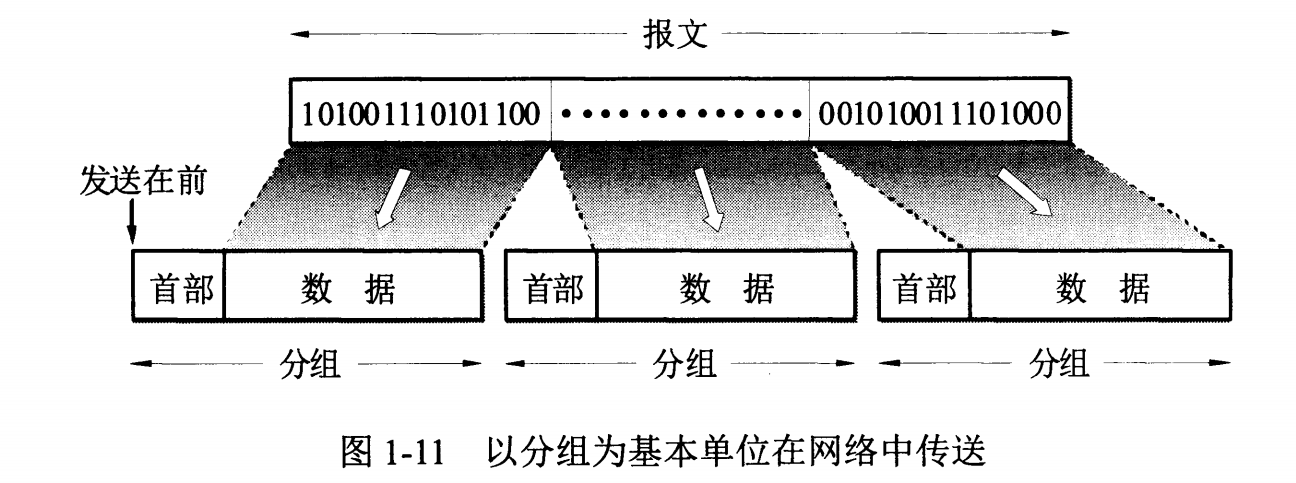 报文
101001110101100 ············· 001010011101000
发送在前
首部 数 据 首部 数 据 首部 数 据
分组 分组 分组
图 1-11 以分组为基本单位在网络中传送